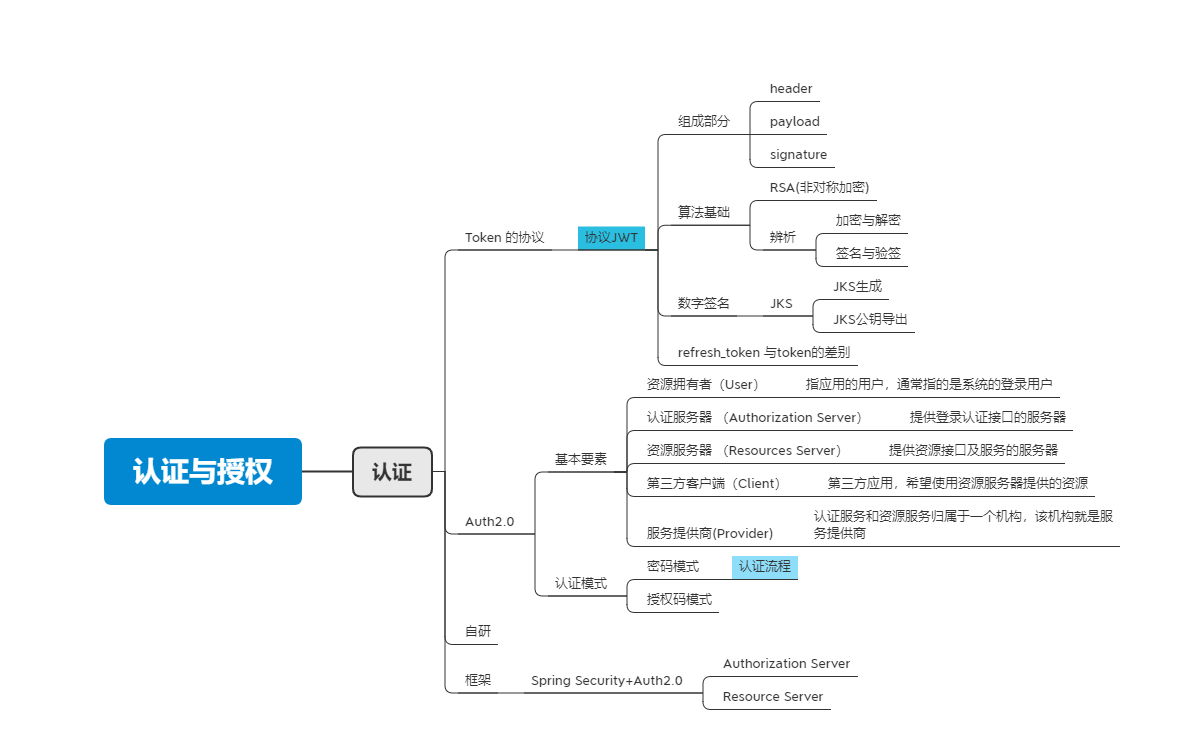 header
组成部分
payload
signature
RSA(非对称加密)
算法基础
加密与解密
辨析
签名与验签
Token 的协议
协议JWT
JKS生成
数字签名
JKS
JKS公钥导出
refresh_token 与token的差别
资源拥有者（User）
指应用的用户，通常指的是系统的登录用户
认证服务器 （Authorization Server）
提供登录认证接口的服务器
资源服务器 （Resources Server）
提供资源接口及服务的服务器
基本要素
认证与授权
认证
第三方客户端（Client）
第三方应用，希望使用资源服务器提供的资源
Auth2.0
服务提供商(Provider)
认证服务和资源服务归属于一个机构，该机构就是服
务提供商
密码模式
认证流程
认证模式
授权码模式
自研
框架
Spring Security+Auth2.0
Authorization Server
Resource Server